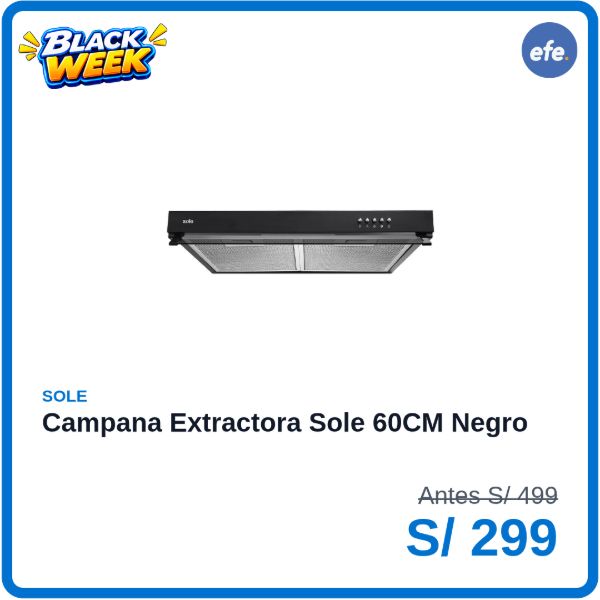 BLACK
WEEK
efe.
sole
SOLE
Campana Extractora Sole 60CM Negro
Antes S/ 499
S/ 299